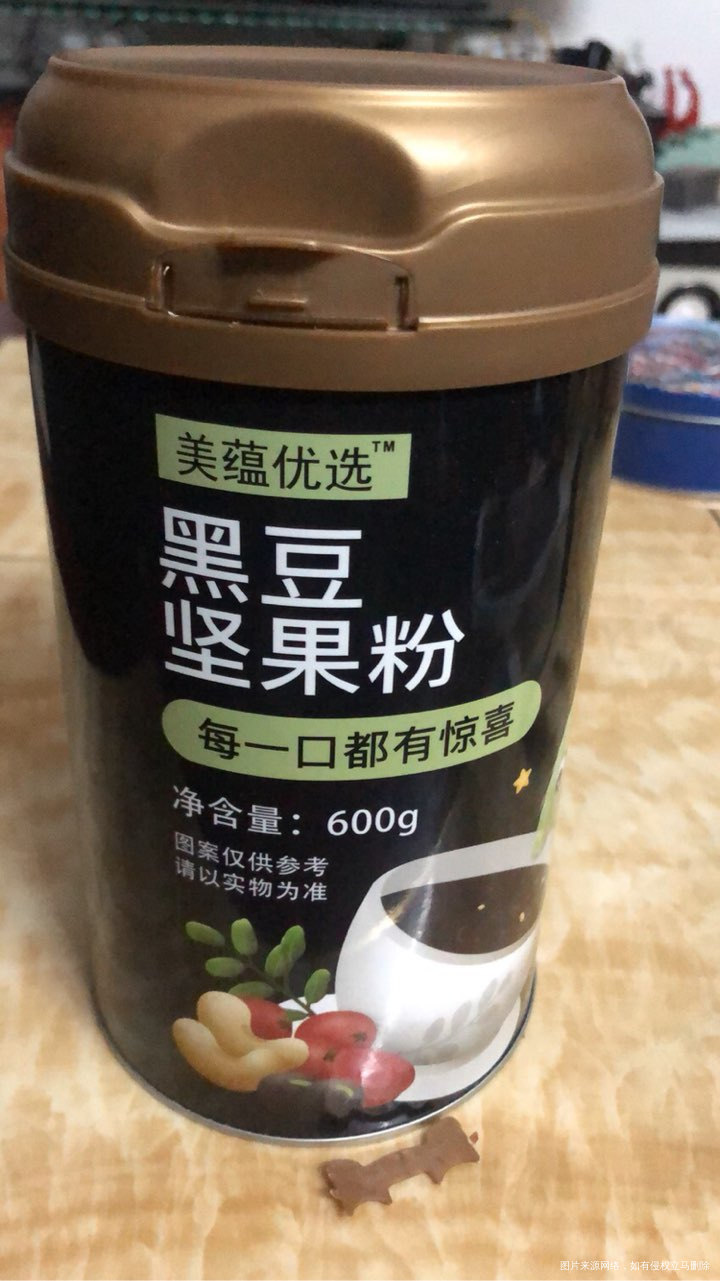 美蕴优选™
黑豆
坚果粉
每一口都有惊喜
净含量：600g
图案仅供参考
请以实物为准
图片来源网络，如有侵权立马删除